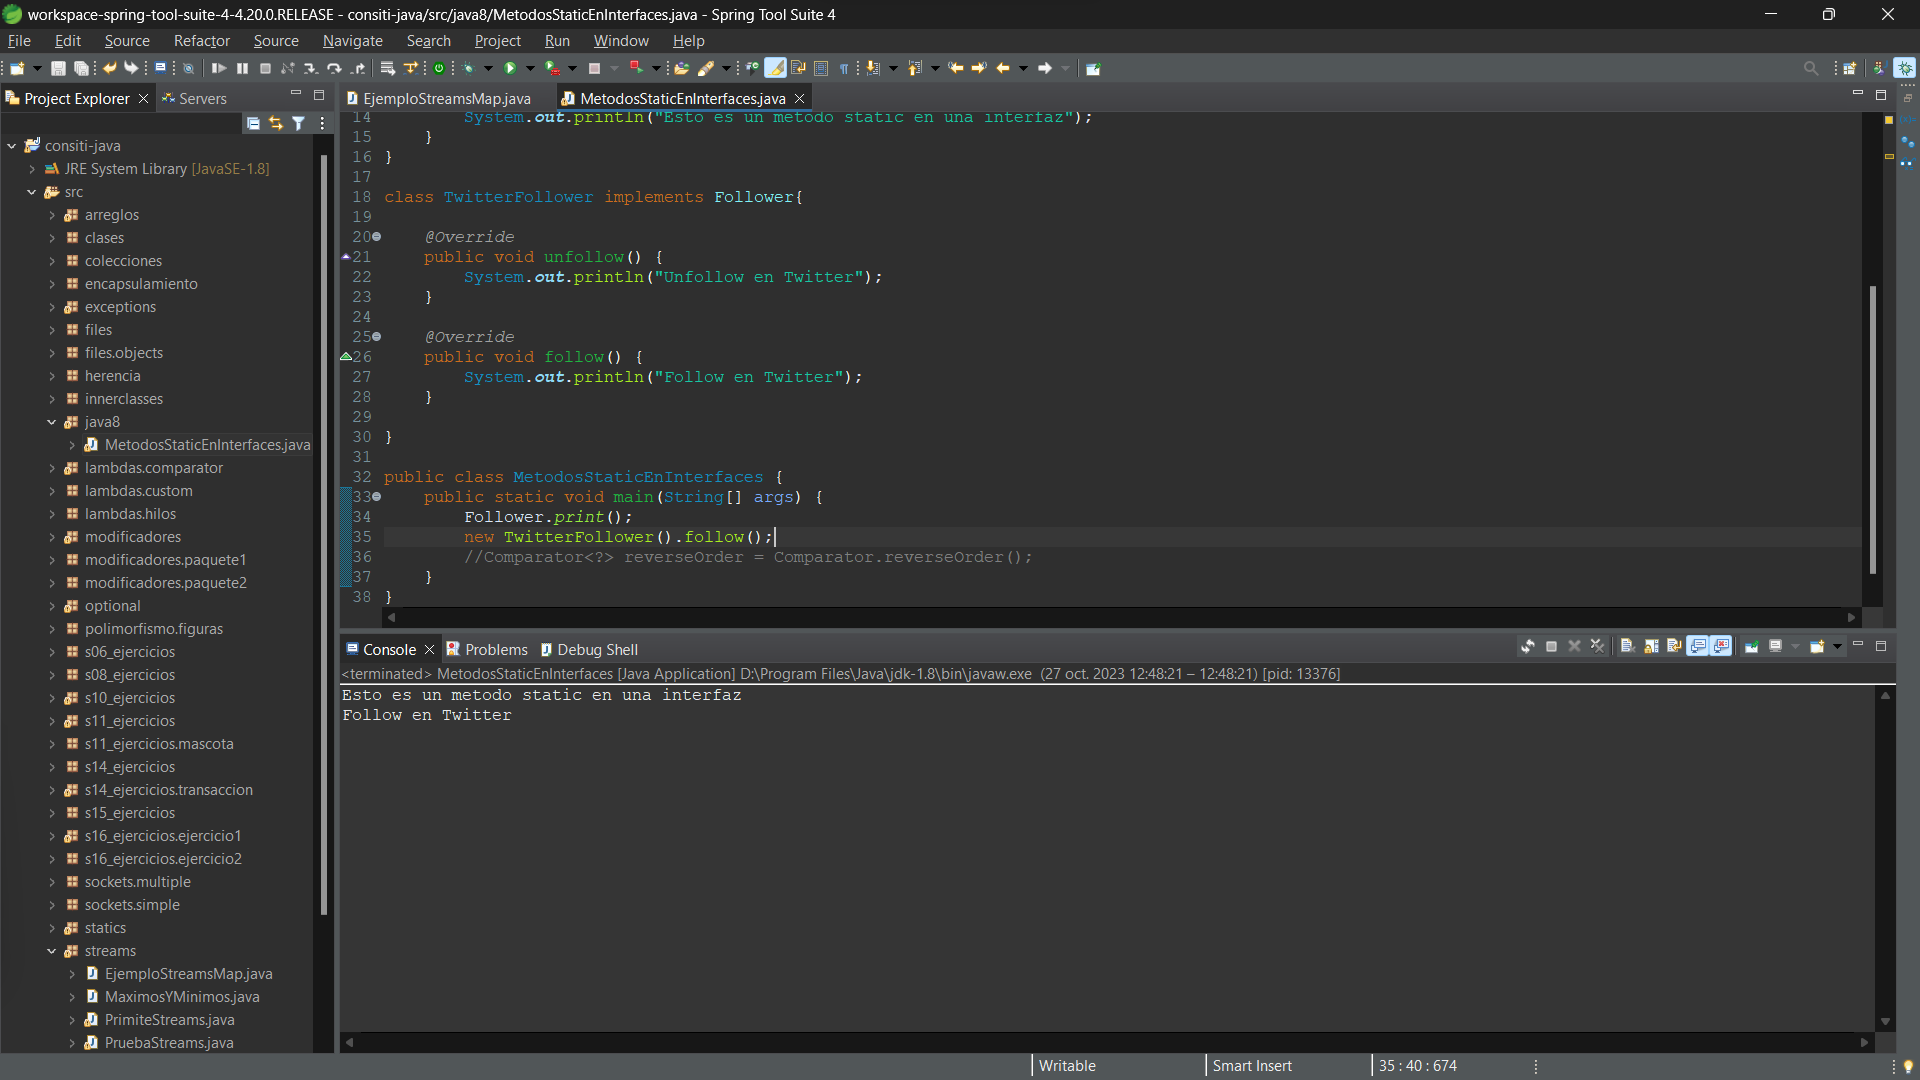 workspace-spring-tool-suite-4-4.20.0.RELEASE - consiti-java/src/java8/MetodosStaticEnInterfaces.java - Spring Tool Suite 4
File Edit Source Refactor Source Navigate Search Project Run Window Help
Project Explorer Servers
consiti-java
JRE System Library [JavaSE-1.8]
src
arreglos
clases
colecciones
encapsulamiento
exceptions
files
files.objects
herencia
innerclasses
java8
MetodosStaticEnInterfaces.java
lambdas.comparator
lambdas.custom
lambdas.hilos
modificadores
modificadores.paquete1
modificadores.paquete2
optional
polimorfismo.figuras
s06_ejercicios
s08_ejercicios
s10_ejercicios
s11_ejercicios
s11_ejercicios.mascota
s14_ejercicios
s14_ejercicios.transaccion
s15_ejercicios
s16_ejercicios.ejercicio1
s16_ejercicios.ejercicio2
sockets.multiple
sockets.simple
statics
streams
EjemploStreamsMap.java
MaximosYMinimos.java
PrimiteStreams.java
PruebaStreams.java
EjemploStreamsMap.java MetodosStaticEnInterfaces.java
14 System.out.println("Esto es un metodo static en una interfaz");
15 }
16 }
17
18 class TwitterFollower implements Follower{
19
20 @Override
21 public void unfollow() {
22 System.out.println("Unfollow en Twitter");
23 }
24
25 @Override
26 public void follow() {
27 System.out.println("Follow en Twitter");
28 }
29
30 }
31
32 public class MetodosStaticEnInterfaces {
33 public static void main(String[] args) {
34 Follower.print();
35 new TwitterFollower().follow();
36 //Comparator<?> reverseOrder = Comparator.reverseOrder();
37 }
38 }
Console Problems Debug Shell
<terminated> MetodosStaticEnInterfaces [Java Application] D:\Program Files\Java\jdk-1.8\bin\javaw.exe (27 oct. 2023 12:48:21 – 12:48:21) [pid: 13376]
Esto es un metodo static en una interfaz
Follow en Twitter
Writable Smart Insert 35 : 40 : 674